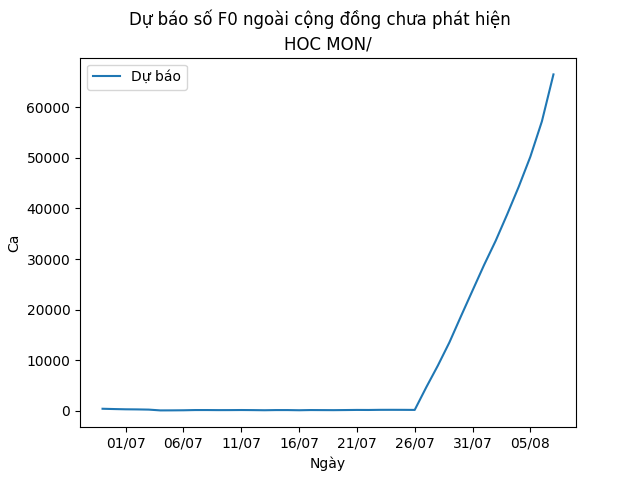 Dự báo số F0 ngoài cộng đồng chưa phát hiện
HOC MON/
Dự báo
60000
50000
40000
30000
20000
10000
0
Ca
01/07 06/07 11/07 16/07 21/07 26/07 31/07 05/08
Ngày